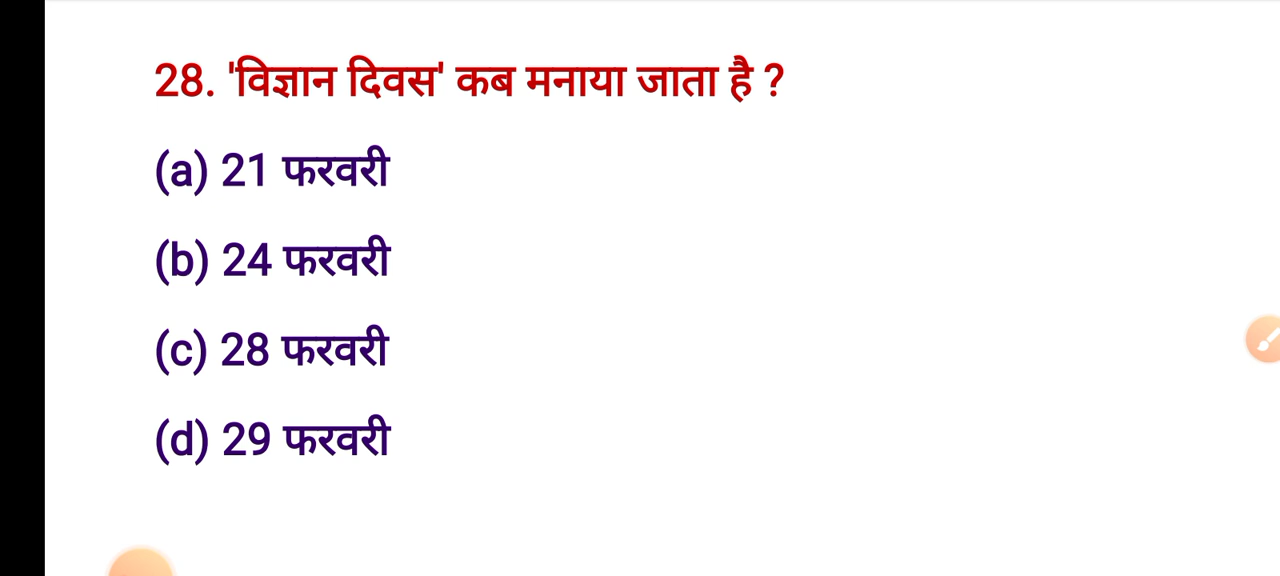 28. 'विज्ञान दिवस' कब मनाया जाता है ?
(a) 21 फरवरी
(b) 24 फरवरी
(c) 28 फरवरी
(d) 29 फरवरी